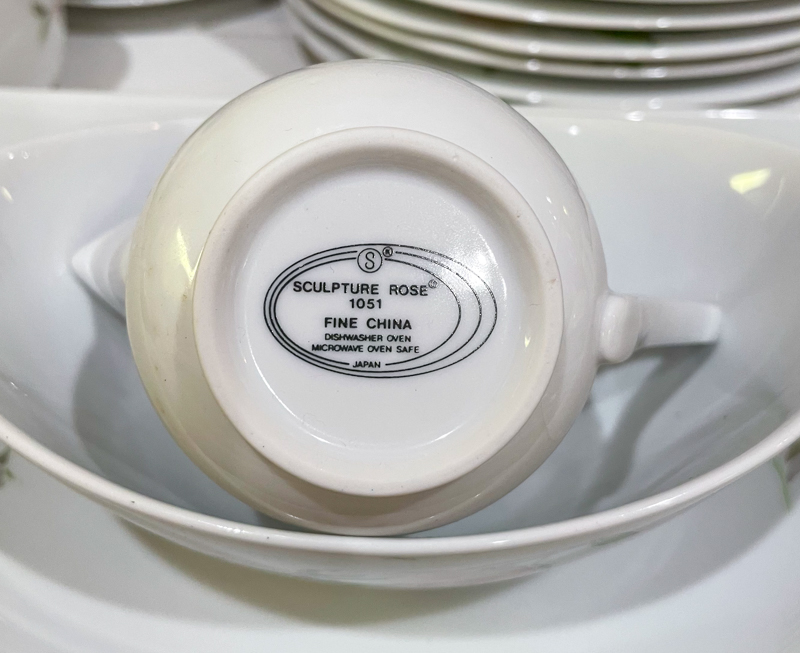 S®
SCULPTURE ROSE©
1051
FINE CHINA
DISHWASHER OVEN
MICROWAVE OVEN SAFE
JAPAN